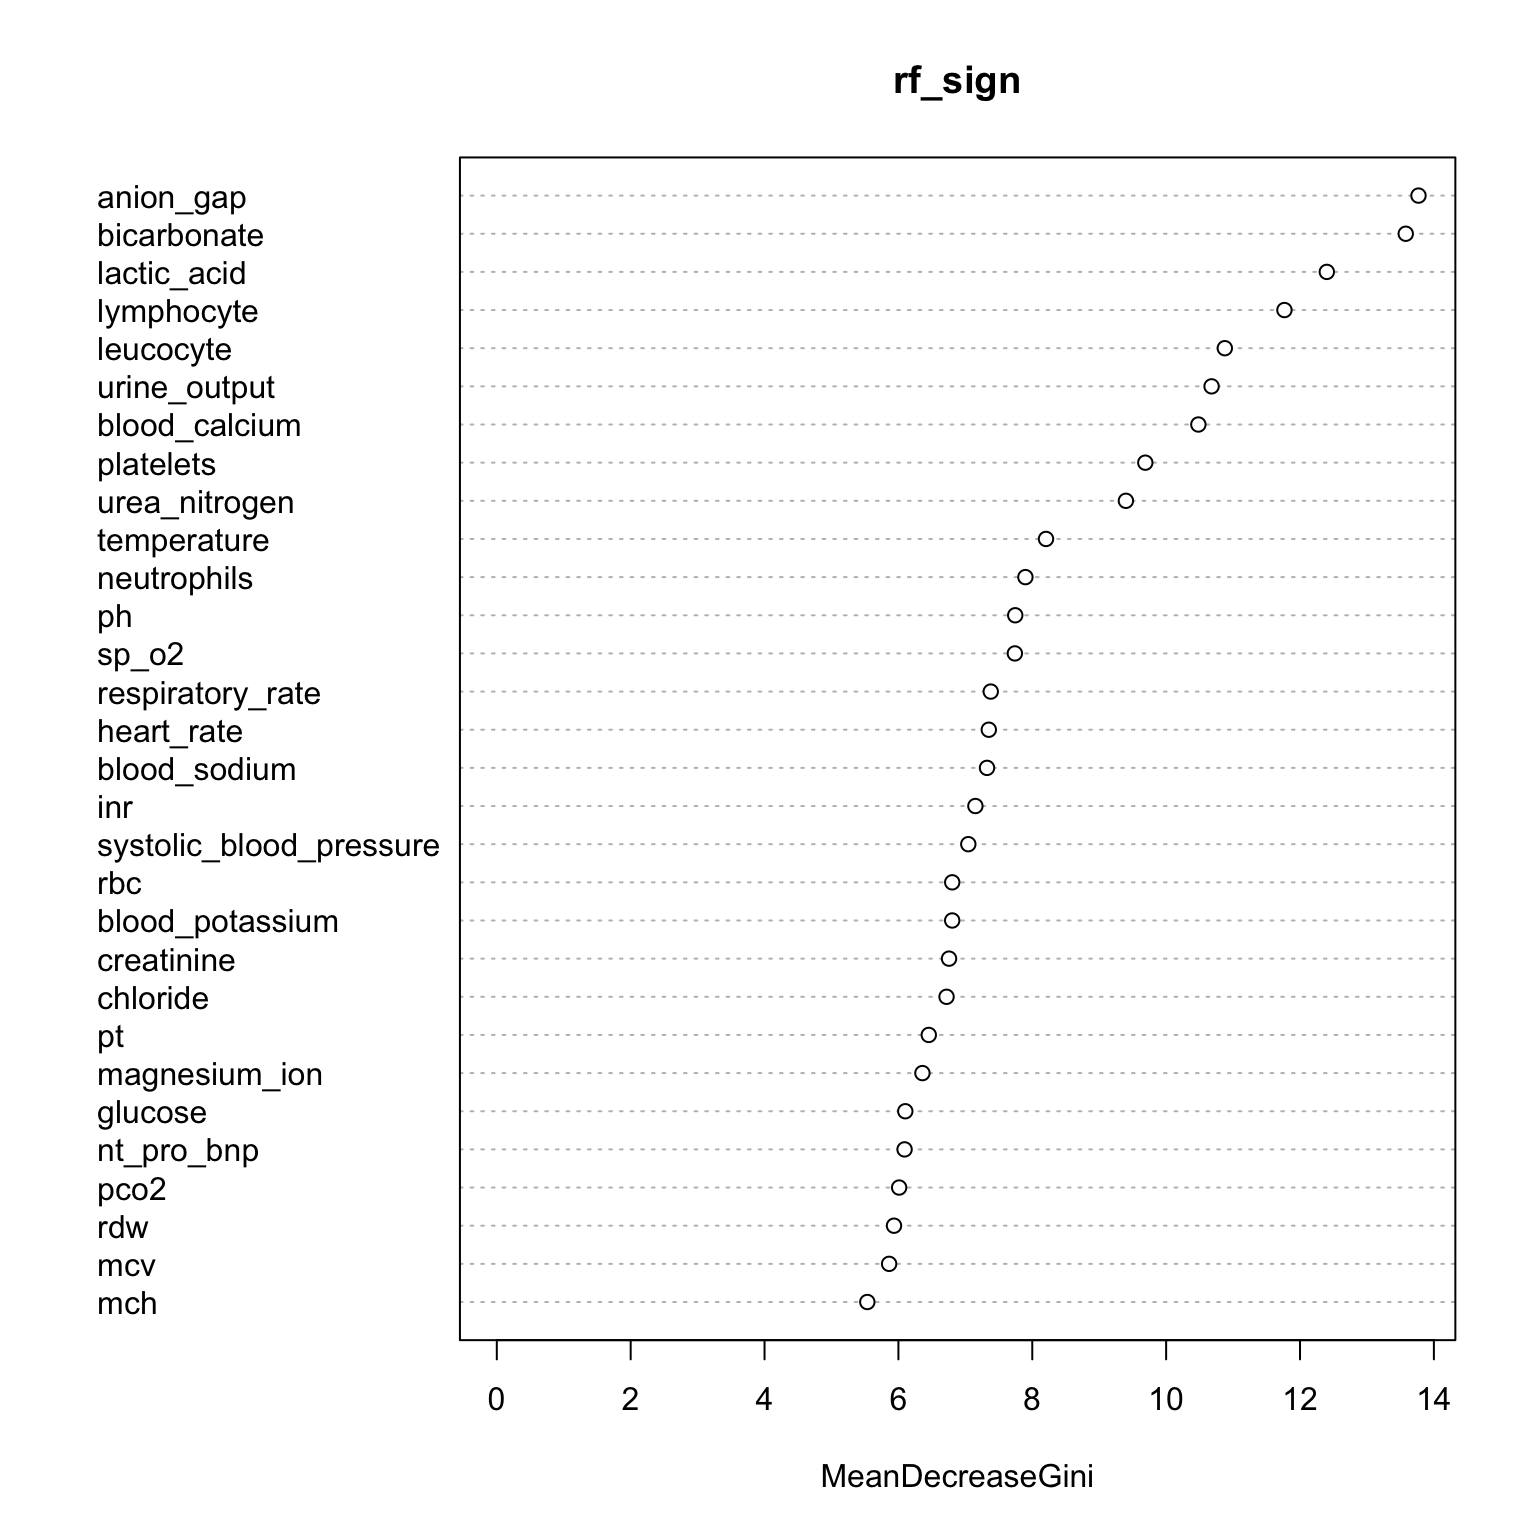 rf_sign
anion_gap
bicarbonate
lactic_acid
lymphocyte
leucocyte
urine_output
blood_calcium
platelets
urea_nitrogen
temperature
neutrophils
ph
sp_o2
respiratory_rate
heart_rate
blood_sodium
inr
systolic_blood_pressure
rbc
blood_potassium
creatinine
chloride
pt
magnesium_ion
glucose
nt_pro_bnp
pco2
rdw
mcv
mch
0 2 4 6 8 10 12 14
MeanDecreaseGini